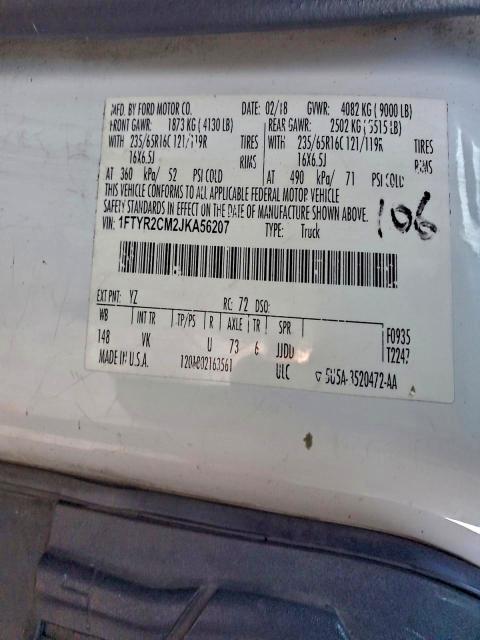 MFD. BY FORD MOTOR CO. DATE: 02/18 GVWR: 4082 KG ( 9000 LB)
FRONT GAWR: 1873 KG ( 4130 LB) REAR GAWR: 2502 KG ( 5515 LB)
WITH 235/65R16C 121/119R TIRES WITH 235/65R16C 121/119R TIRES
16X6.5J RIMS 16X6.5J RIMS
AT 360 kPa/ 52 PSI COLD AT 490 kPa/ 71 PSI COLD
THIS VEHICLE CONFORMS TO ALL APPLICABLE FEDERAL MOTOR VEHICLE
SAFETY STANDARDS IN EFFECT ON THE DATE OF MANUFACTURE SHOWN ABOVE.
106
VIN: 1FTYR2CM2JKA56207 TYPE: Truck
EXT PNT: YZ RC: 72 DSO:
WB INT TR TP/PS R AXLE TR SPR F0935
148 VK U 73 6 JJDU T2247
MADE IN U.S.A. ULC